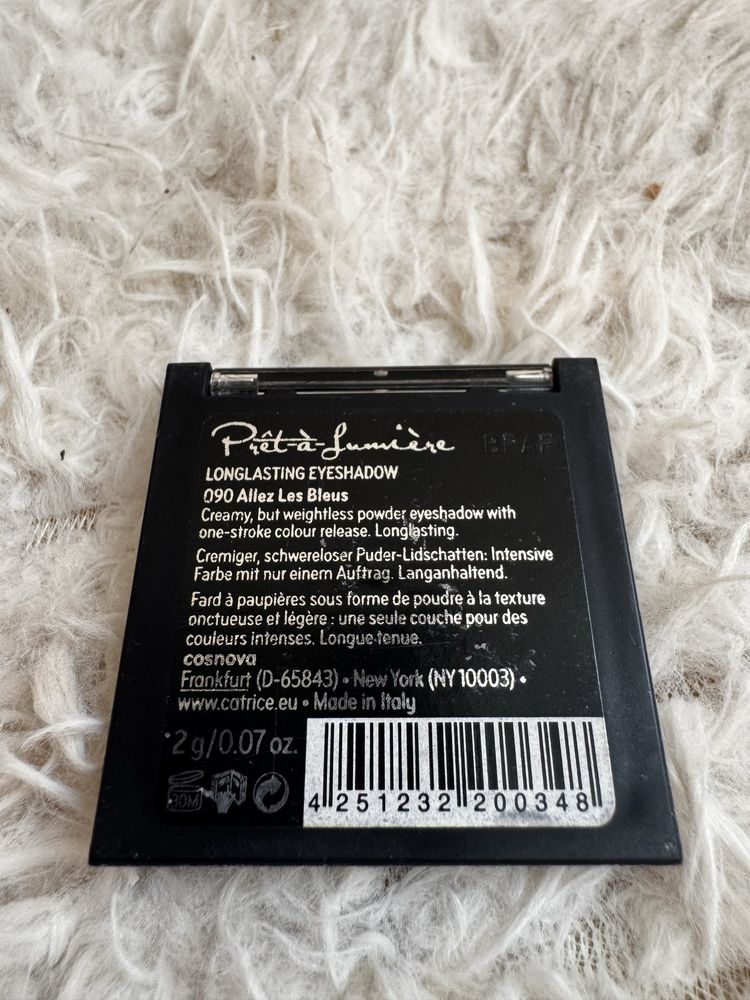 Prêt-à-Lumière
LONGLASTING EYESHADOW
090 Allez Les Bleus
Creamy, but weightless powder eyeshadow with
one-stroke colour release. Longlasting.
Cremiger, schwereloser Puder-Lidschatten: Intensive
Farbe mit nur einem Auftrag. Langanhaltend.
Fard à paupières sous forme de poudre à la texture
onctueuse et légère : une seule couche pour des
couleurs intenses. Longue tenue.
cosnova
Frankfurt (D-65843) • New York (NY 10003) •
www.catrice.eu • Made in Italy
2 g/0.07 oz.
30M
4 251232 200348